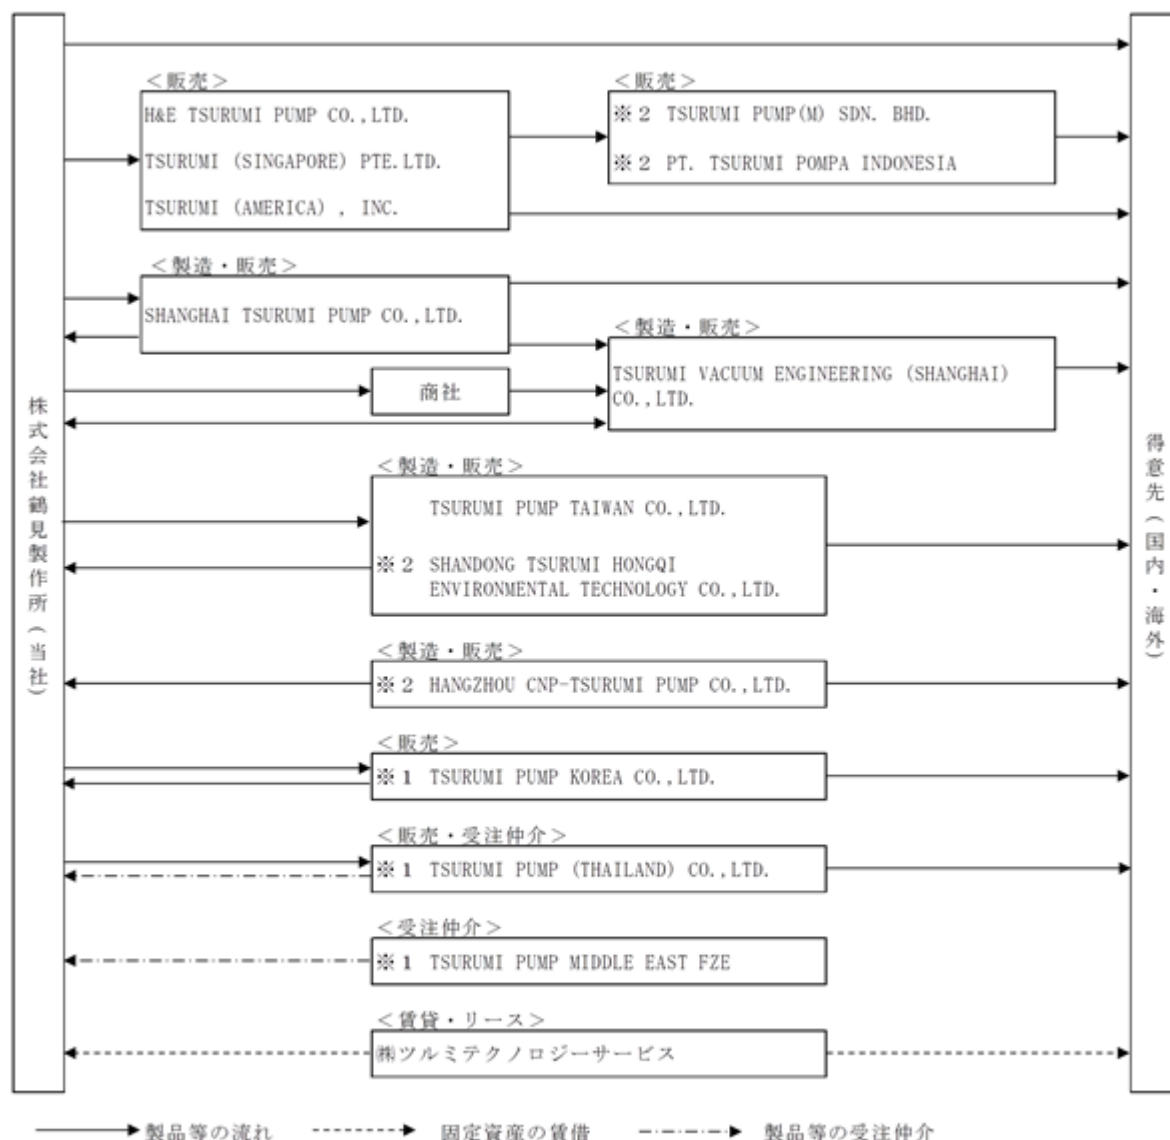 株式会社鶴見製作所(当社)
<販売>
H&E TSURUMI PUMP CO.,LTD.
TSURUMI (SINGAPORE) PTE.LTD.
TSURUMI (AMERICA) , INC.
<販売>
※2 TSURUMI PUMP(M) SDN. BHD.
※2 PT. TSURUMI POMPA INDONESIA
<製造・販売>
SHANGHAI TSURUMI PUMP CO.,LTD.
<製造・販売>
TSURUMI VACUUM ENGINEERING (SHANGHAI)
CO.,LTD.
商社
<製造・販売>
TSURUMI PUMP TAIWAN CO.,LTD.
※2 SHANDONG TSURUMI HONGQI
ENVIRONMENTAL TECHNOLOGY CO.,LTD.
<製造・販売>
※2 HANGZHOU CNP-TSURUMI PUMP CO.,LTD.
<販売>
※1 TSURUMI PUMP KOREA CO.,LTD.
<販売・受注仲介>
※1 TSURUMI PUMP (THAILAND) CO.,LTD.
<受注仲介>
※1 TSURUMI PUMP MIDDLE EAST FZE
<賃貸・リース>
㈱ツルミテクノロジーサービス
得意先(国内・海外)
製品等の流れ
固定資産の賃借
製品等の受注仲介